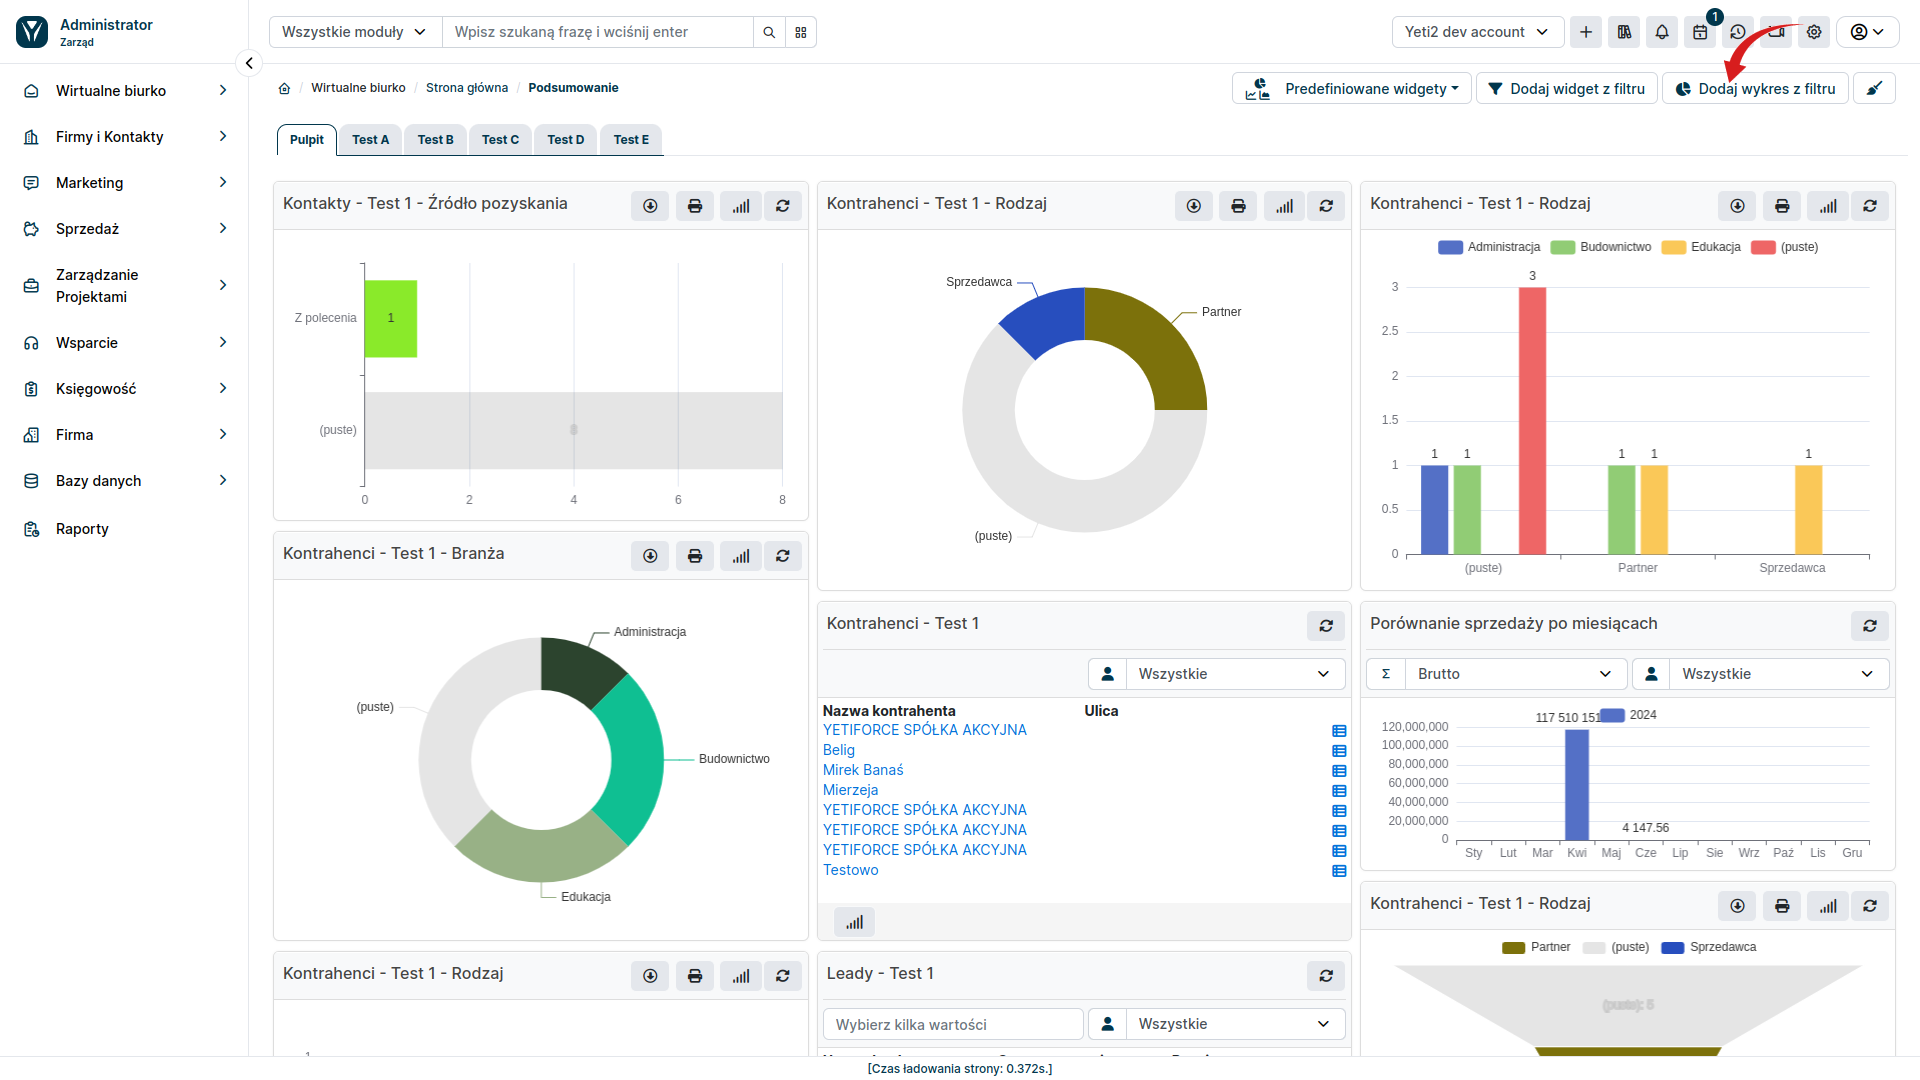 Administrator
Zarząd
Wszystkie moduły
Wpisz szukaną frazę i wciśnij enter
Yeti2 dev account
1
Wirtualne biurko
Firmy i Kontakty
Marketing
Sprzedaż
Zarządzanie
Projektami
Wsparcie
Księgowość
Firma
Bazy danych
Raporty
/ Wirtualne biurko / Strona główna / Podsumowanie
Predefiniowane widgety
Dodaj widget z filtru
Dodaj wykres z filtru
Pulpit
Test A
Test B
Test C
Test D
Test E
Kontakty - Test 1 - Źródło pozyskania
Z polecenia
1
(puste)
8
0 2 4 6 8
Kontrahenci - Test 1 - Rodzaj
Sprzedawca
Partner
(puste)
Kontrahenci - Test 1 - Rodzaj
Administracja Budownictwo Edukacja (puste)
3
3
2.5
2
1.5
1
0.5
0
1 1 1 1 1
(puste) Partner Sprzedawca
Kontrahenci - Test 1 - Branża
Administracja
(puste)
Budownictwo
Edukacja
Kontrahenci - Test 1
Wszystkie
Nazwa kontrahenta Ulica
YETIFORCE SPÓŁKA AKCYJNA
Belig
Mirek Banaś
Mierzeja
YETIFORCE SPÓŁKA AKCYJNA
YETIFORCE SPÓŁKA AKCYJNA
YETIFORCE SPÓŁKA AKCYJNA
Testowo
Porównanie sprzedaży po miesiącach
Σ Brutto
Wszystkie
117 510 151
2024
120,000,000
100,000,000
80,000,000
60,000,000
40,000,000
20,000,000
0
4 147.56
Sty Lut Mar Kwi Maj Cze Lip Sie Wrz Paź Lis Gru
Kontrahenci - Test 1 - Rodzaj
Partner (puste) Sprzedawca
(puste): 5
Kontrahenci - Test 1 - Rodzaj
1
Leady - Test 1
Wybierz kilka wartości
Wszystkie
[Czas ładowania strony: 0.372s.]